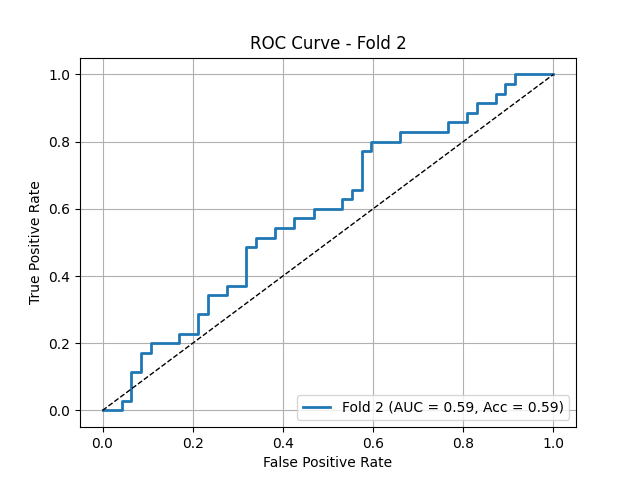 ROC Curve - Fold 2
True Positive Rate
1.0
0.8
0.6
0.4
0.2
0.0
Fold 2 (AUC = 0.59, Acc = 0.59)
0.0 0.2 0.4 0.6 0.8 1.0
False Positive Rate